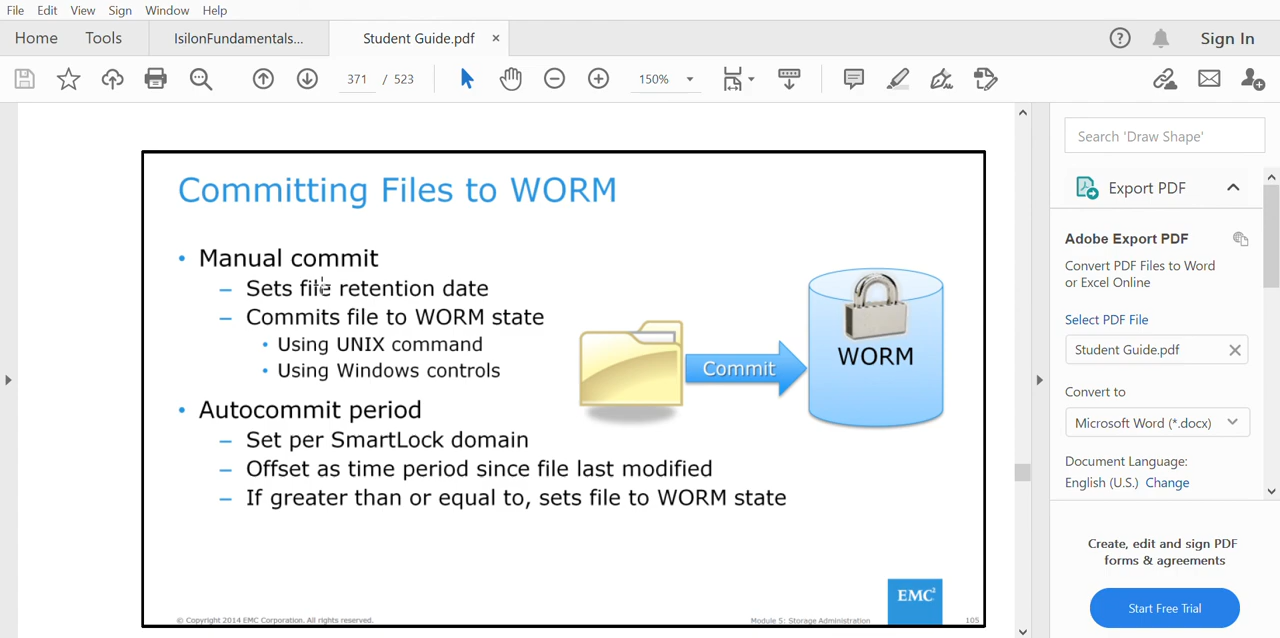 File Edit View Sign Window Help
Home Tools IsilonFundamentals... Student Guide.pdf ×
? Sign In
371 / 523 150%
Committing Files to WORM
• Manual commit
– Sets file retention date
– Commits file to WORM state
• Using UNIX command
• Using Windows controls
• Autocommit period
– Set per SmartLock domain
– Offset as time period since file last modified
– If greater than or equal to, sets file to WORM state
Commit
WORM
EMC²
© Copyright 2014 EMC Corporation. All rights reserved.
Module 5: Storage Administration 105
Search 'Draw Shape'
Export PDF
Adobe Export PDF
Convert PDF Files to Word
or Excel Online
Select PDF File
Student Guide.pdf
Convert to
Microsoft Word (*.docx)
Document Language:
English (U.S.) Change
Create, edit and sign PDF
forms & agreements
Start Free Trial